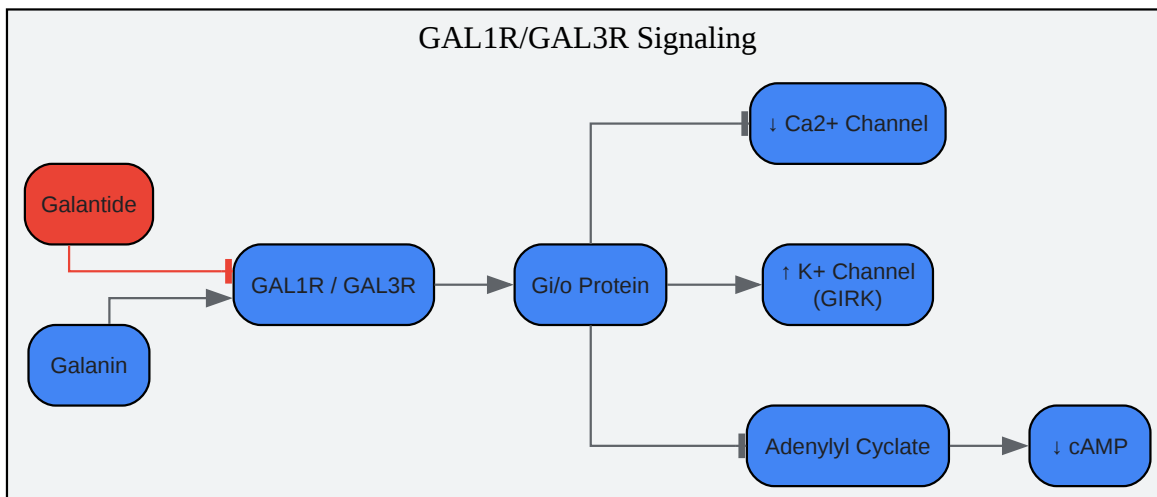 GAL1R/GAL3R Signaling
↓ Ca2+ Channel
Galantide
GAL1R / GAL3R
Gi/o Protein
↑ K+ Channel
(GIRK)
Galanin
Adenylyl Cyclate
↓ cAMP